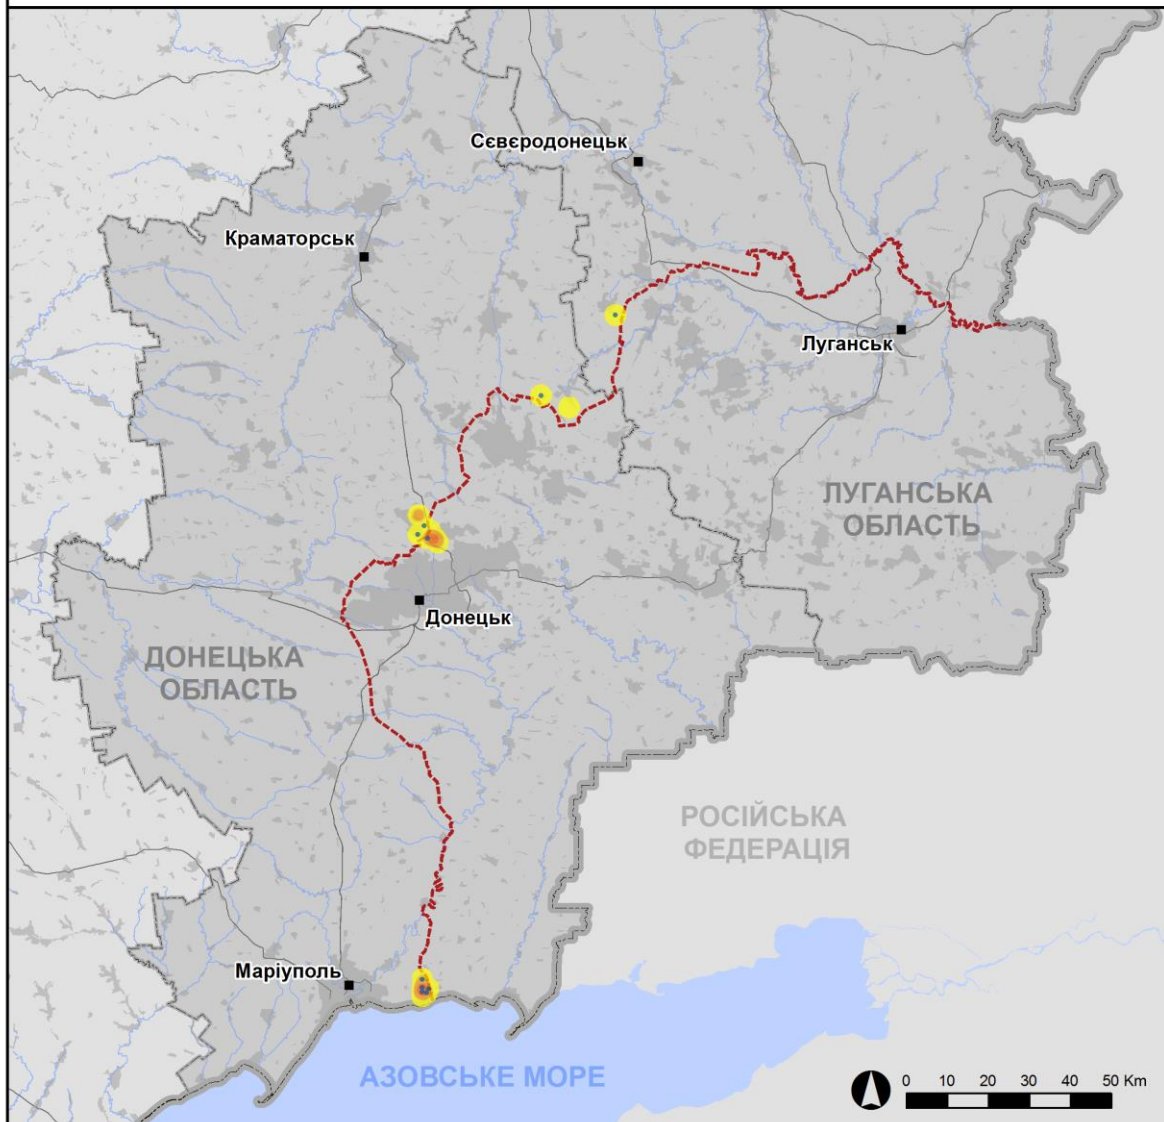 Сєвєродонецьк
Краматорськ
Луганськ
ЛУГАНСЬКА
ОБЛАСТЬ
Донецьк
ДОНЕЦЬКА
ОБЛАСТЬ
РОСІЙСЬКА
ФЕДЕРАЦІЯ
Маріуполь
АЗОВСЬКЕ МОРЕ
0 10 20 30 40 50 Km